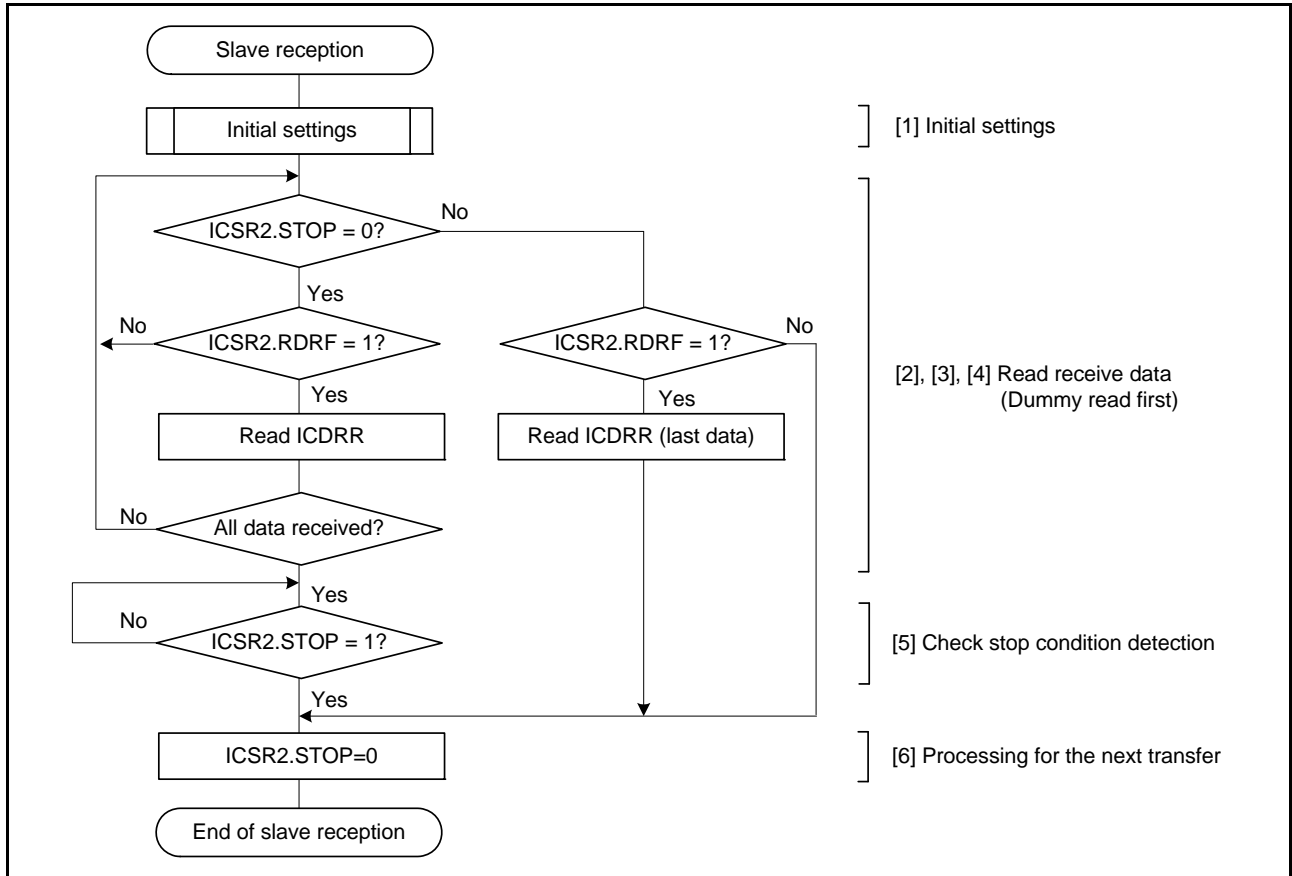 Slave reception
Initial settings
[1] Initial settings
ICSR2.STOP = 0?
No
Yes
No
ICSR2.RDRF = 1?
ICSR2.RDRF = 1?
No
Yes
Yes
Read ICDRR
Read ICDRR (last data)
[2], [3], [4] Read receive data
(Dummy read first)
No
All data received?
Yes
No
ICSR2.STOP = 1?
[5] Check stop condition detection
Yes
ICSR2.STOP=0
[6] Processing for the next transfer
End of slave reception